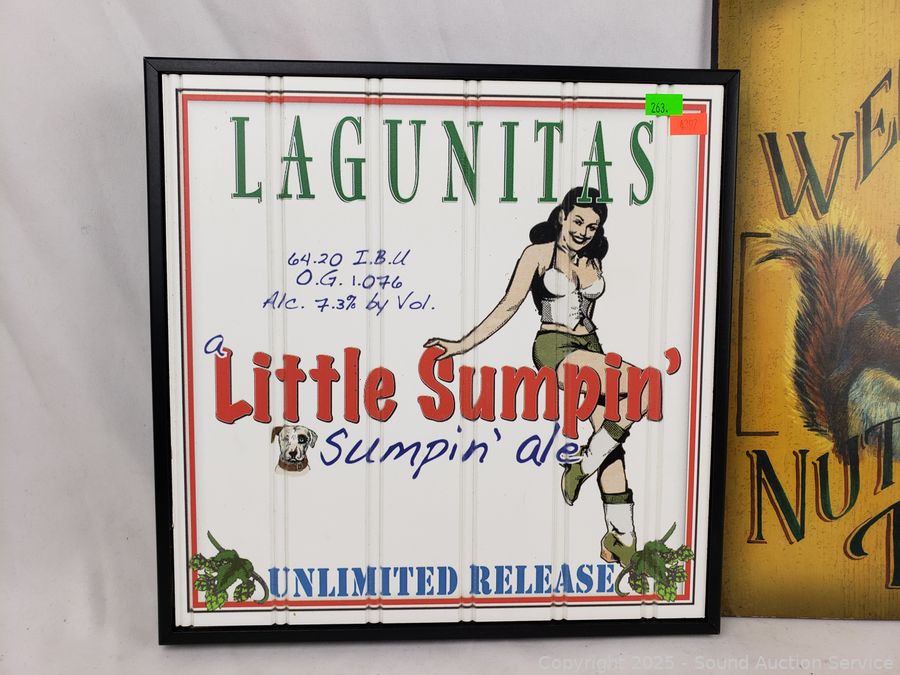 LAGUNITAS
263.
64.20 I.B.U
O.G. 1.076
Alc. 7.3% by Vol.
a
Little Sumpin'
Sumpin' ale
UNLIMITED RELEASE
Copyright 2025 - Sound Auction Service